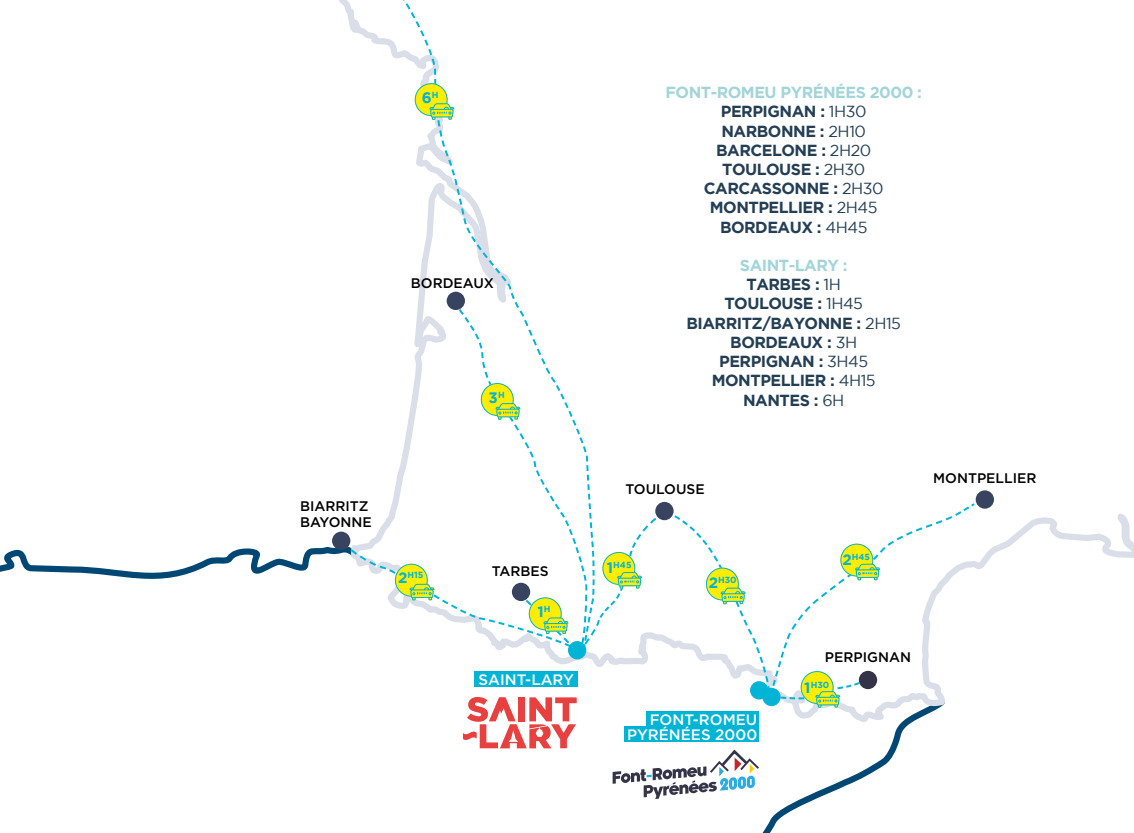 6H
FONT-ROMEU PYRÉNÉES 2000 :
PERPIGNAN : 1H30
NARBONNE : 2H10
BARCELONE : 2H20
TOULOUSE : 2H30
CARCASSONNE : 2H30
MONTPELLIER : 2H45
BORDEAUX : 4H45
SAINT-LARY :
TARBES : 1H
TOULOUSE : 1H45
BIARRITZ/BAYONNE : 2H15
BORDEAUX : 3H
PERPIGNAN : 3H45
MONTPELLIER : 4H15
NANTES : 6H
BORDEAUX
3H
MONTPELLIER
TOULOUSE
BIARRITZ
BAYONNE
2H45
TARBES
1H45
2H15
2H30
1H
PERPIGNAN
SAINT-LARY
1H30
SAINT
-LARY
FONT-ROMEU
PYRÉNÉES 2000
Font-Romeu
Pyrénées 2000